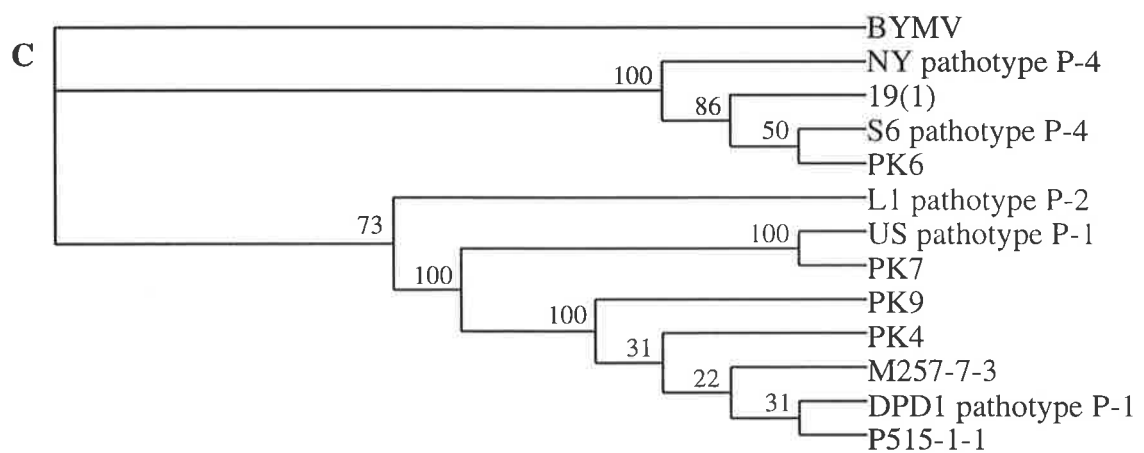 BYMV
C
NY pathotype P-4
100
19(1)
86
S6 pathotype P-4
50
PK6
L1 pathotype P-2
73
US pathotype P-1
100
PK7
100
PK9
100
PK4
31
M257-7-3
22
DPD1 pathotype P-1
31
P515-1-1